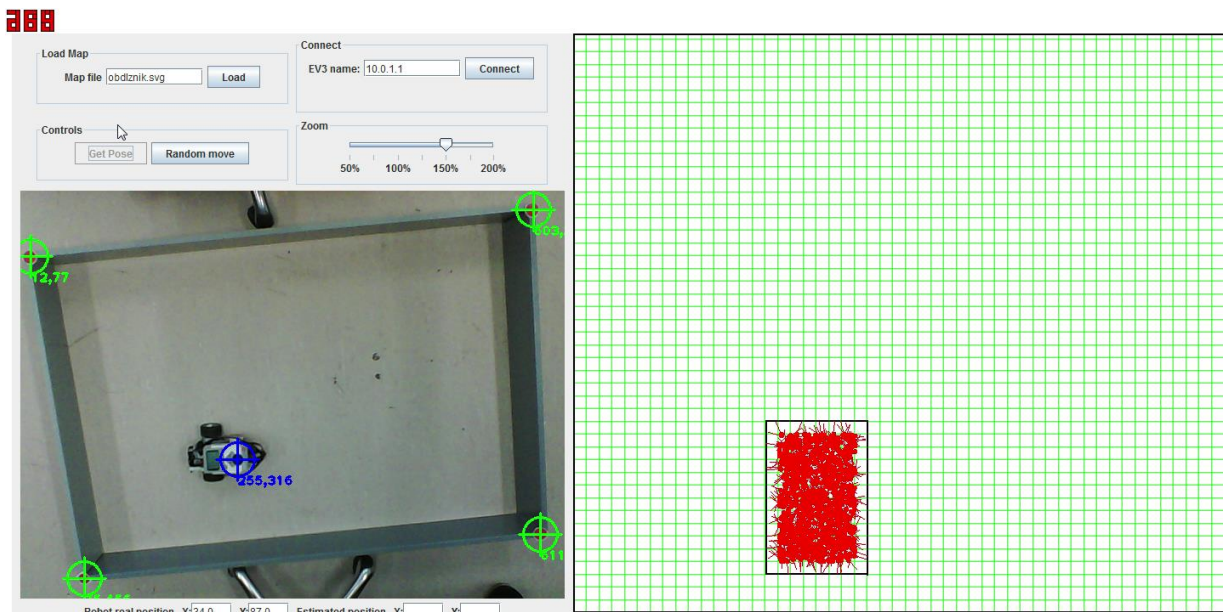 Load Map
Map file obdlznik.svg Load
Connect
EV3 name: 10.0.1.1 Connect
Controls
Get Pose Random move
Zoom
50% 100% 150% 200%
12,77
255,316
Robot real position X: 34.0 Y: 87.0 Estimated position X: Y: